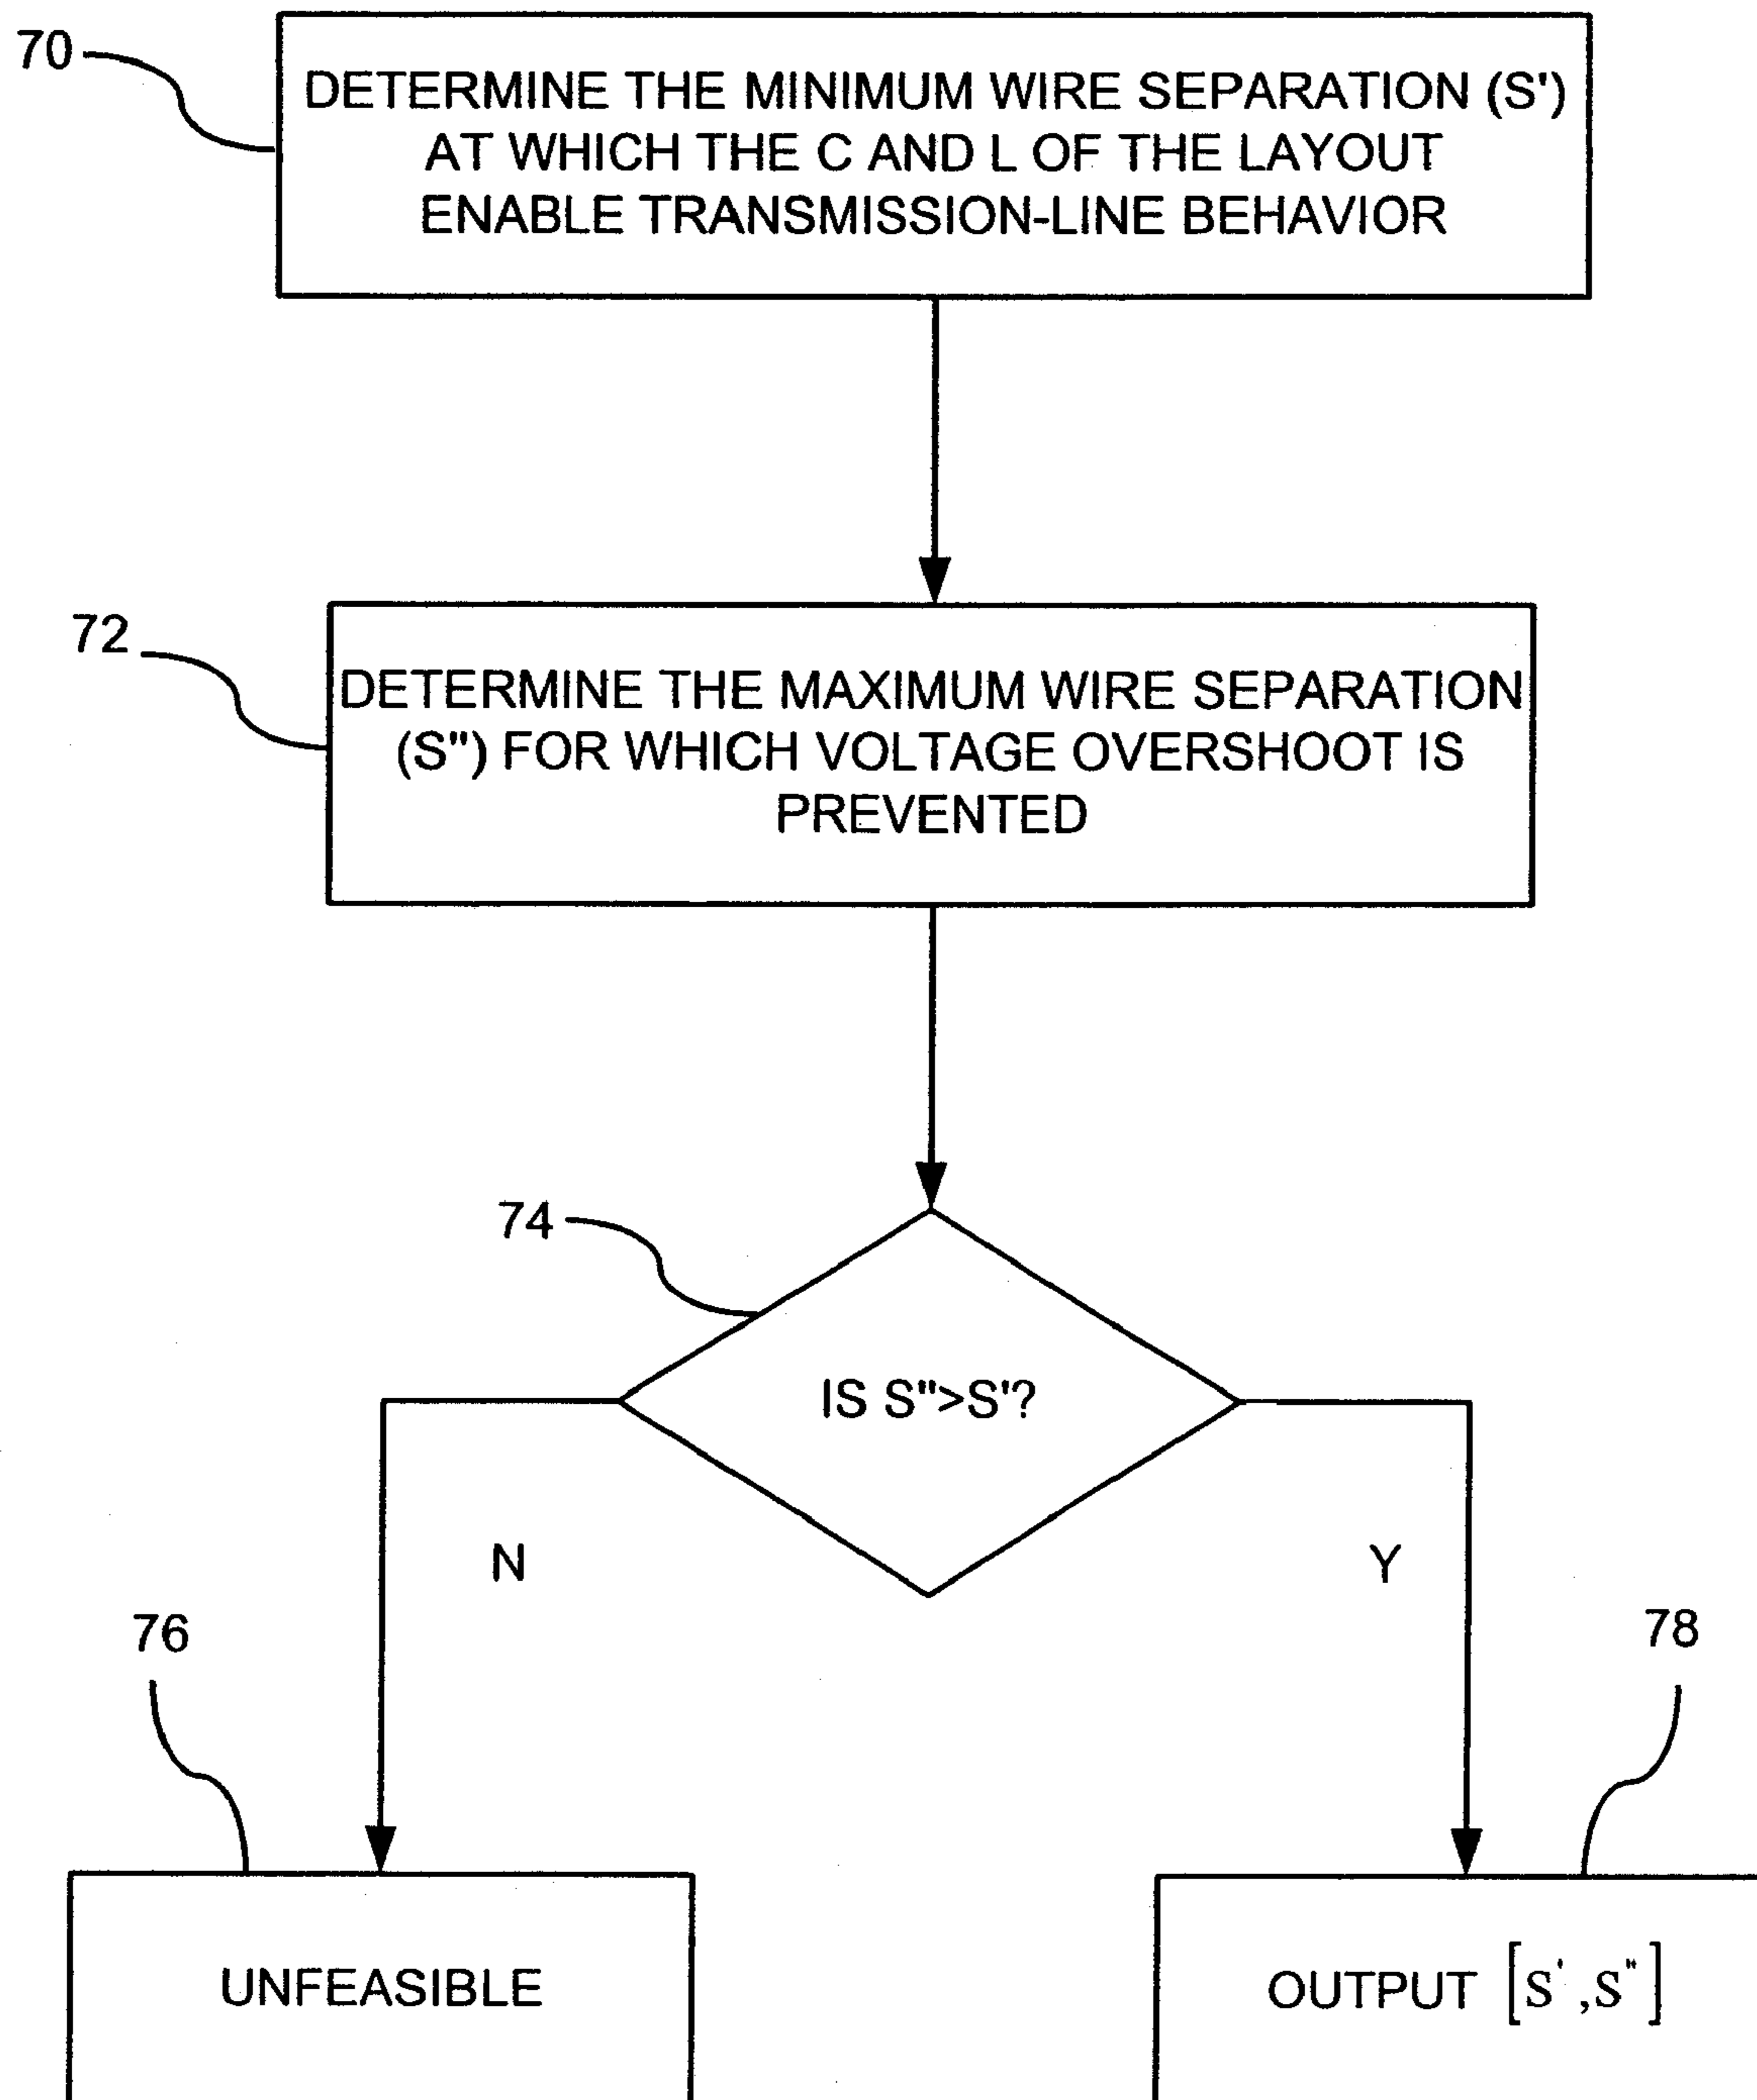 70
DETERMINE THE MINIMUM WIRE SEPARATION (S')
AT WHICH THE C AND L OF THE LAYOUT
ENABLE TRANSMISSION-LINE BEHAVIOR
72
DETERMINE THE MAXIMUM WIRE SEPARATION
(S") FOR WHICH VOLTAGE OVERSHOOT IS
PREVENTED
74
IS S">S'?
N
Y
76
78
UNFEASIBLE
OUTPUT [S',S"]